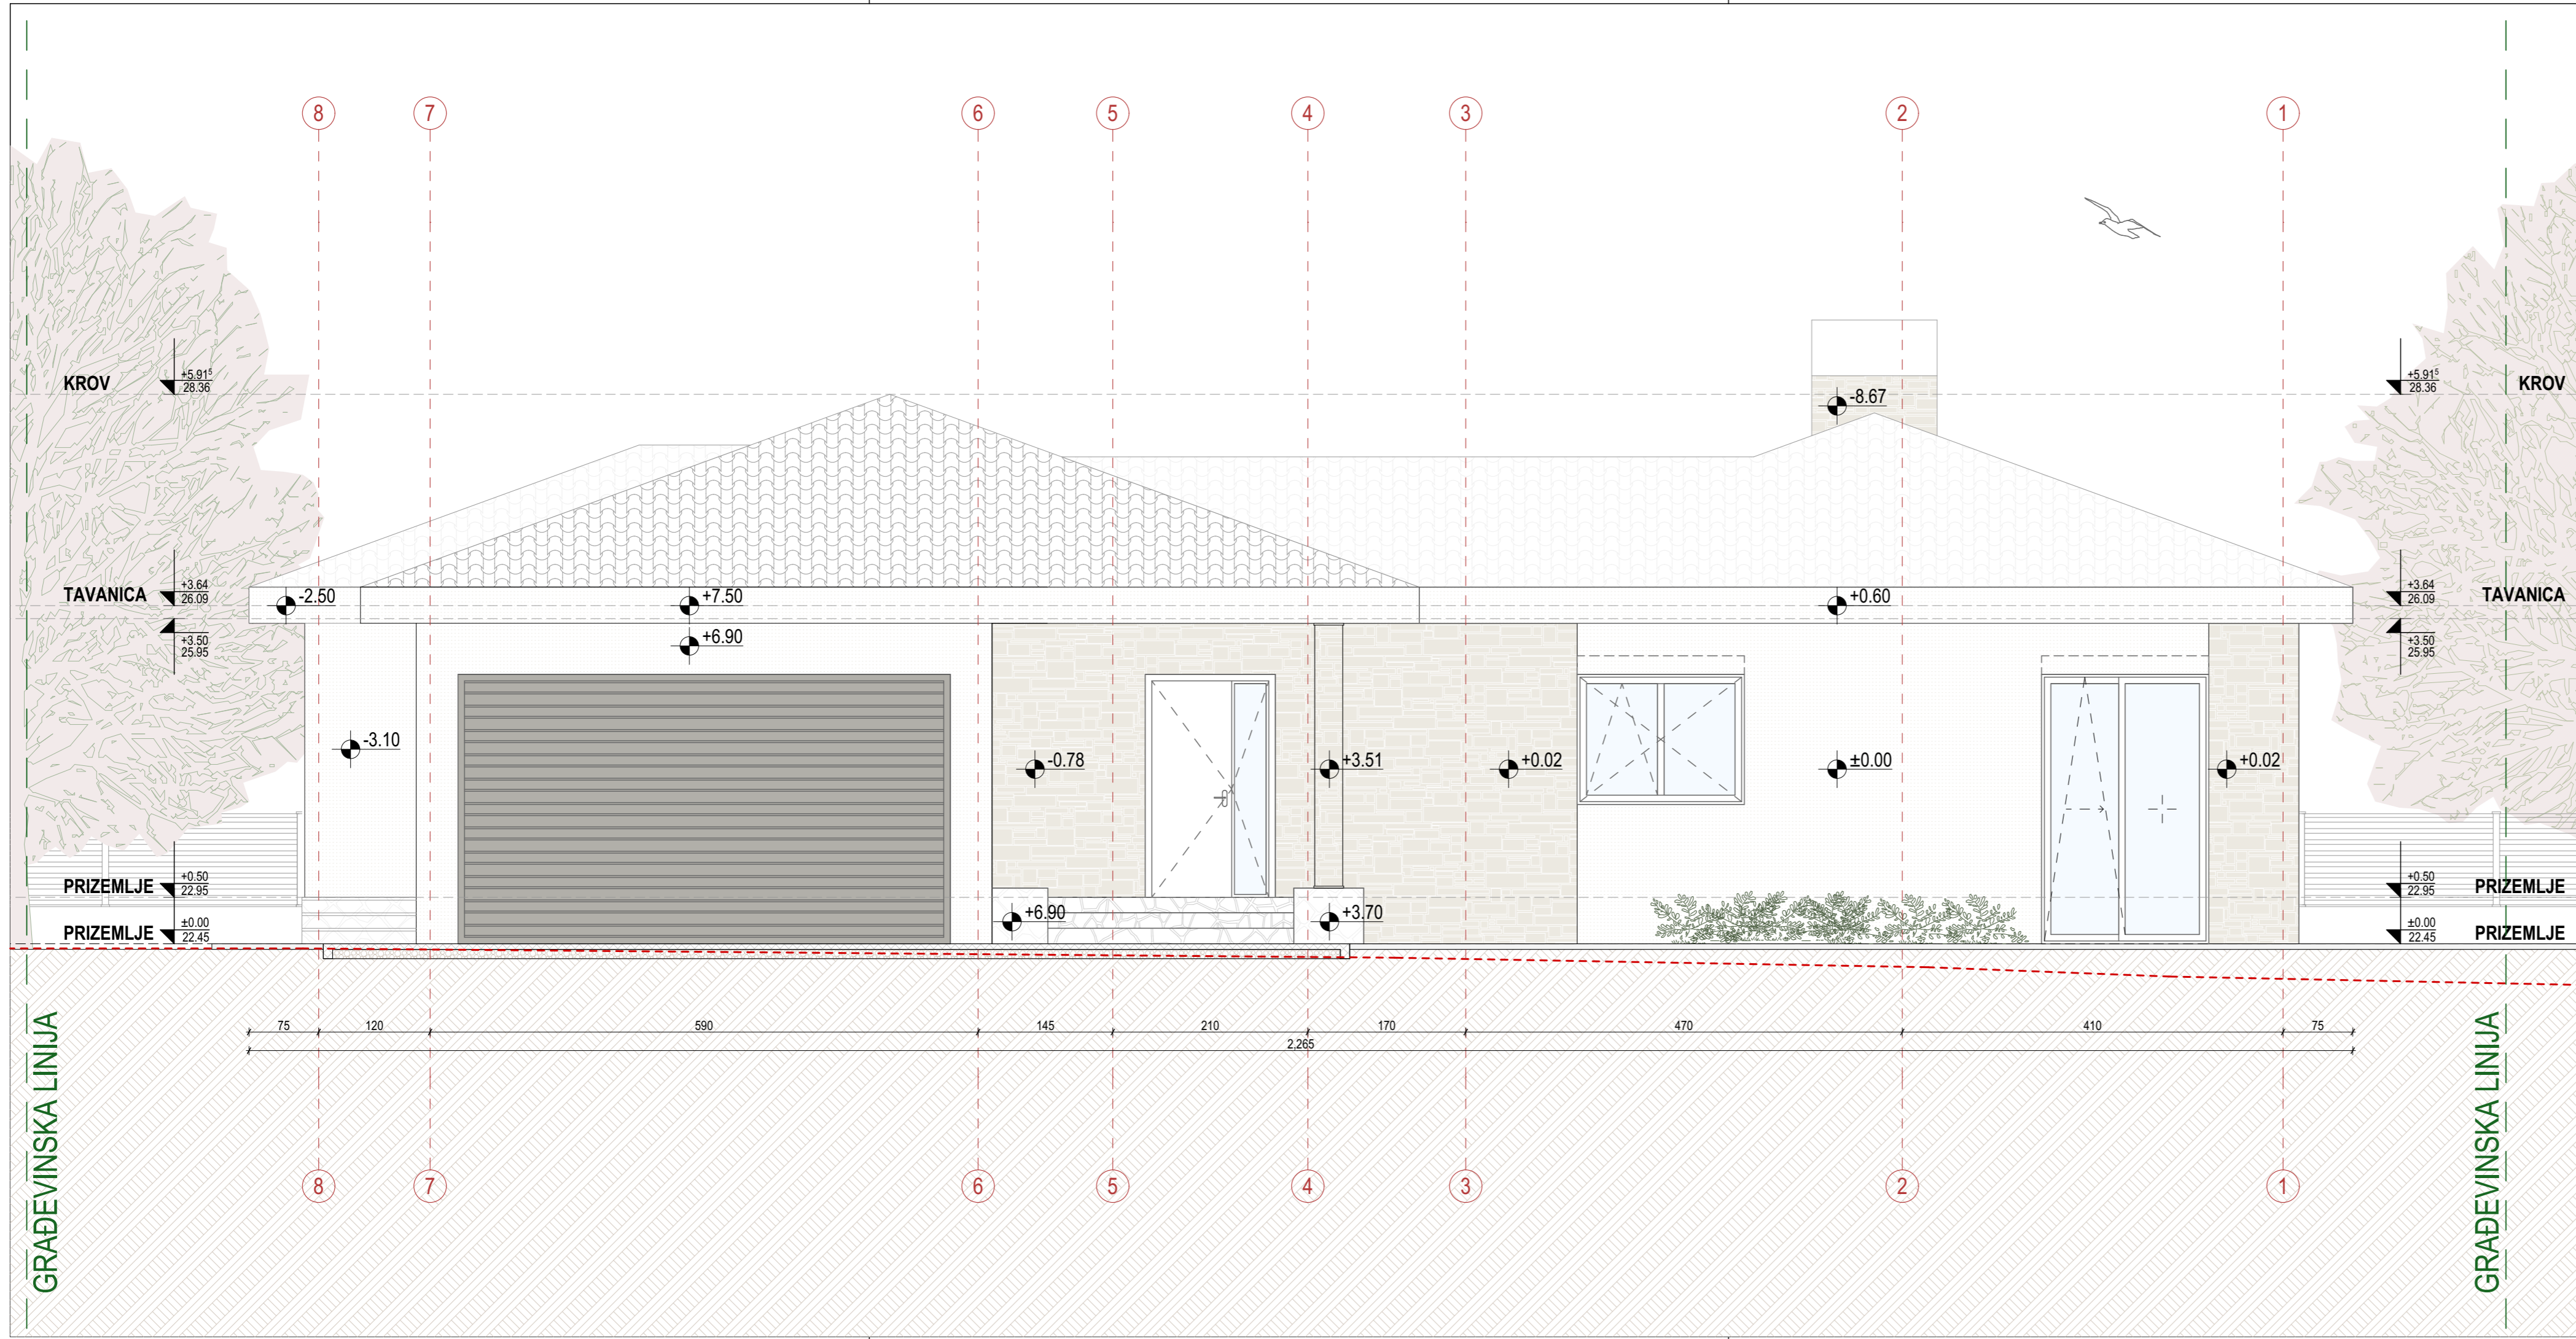 8 7 6 5 4 3 2 1
KROV +5.91⁵
28.36
+5.91⁵ KROV
28.36
-8.67
TAVANICA +3.64
26.09
+3.50
25.95
-2.50
+7.50
+0.60
+3.64 TAVANICA
26.09
+3.50
25.95
+6.90
-3.10
-0.78
+3.51
+0.02
±0.00
+0.02
PRIZEMLJE +0.50
22.95
+0.50 PRIZEMLJE
22.95
PRIZEMLJE ±0.00
22.45
+6.90
+3.70
±0.00 PRIZEMLJE
22.45
75 120 590 145 210 170 470 410 75
2,265
GRAĐEVINSKA LINIJA
GRAĐEVINSKA LINIJA
8 7 6 5 4 3 2 1